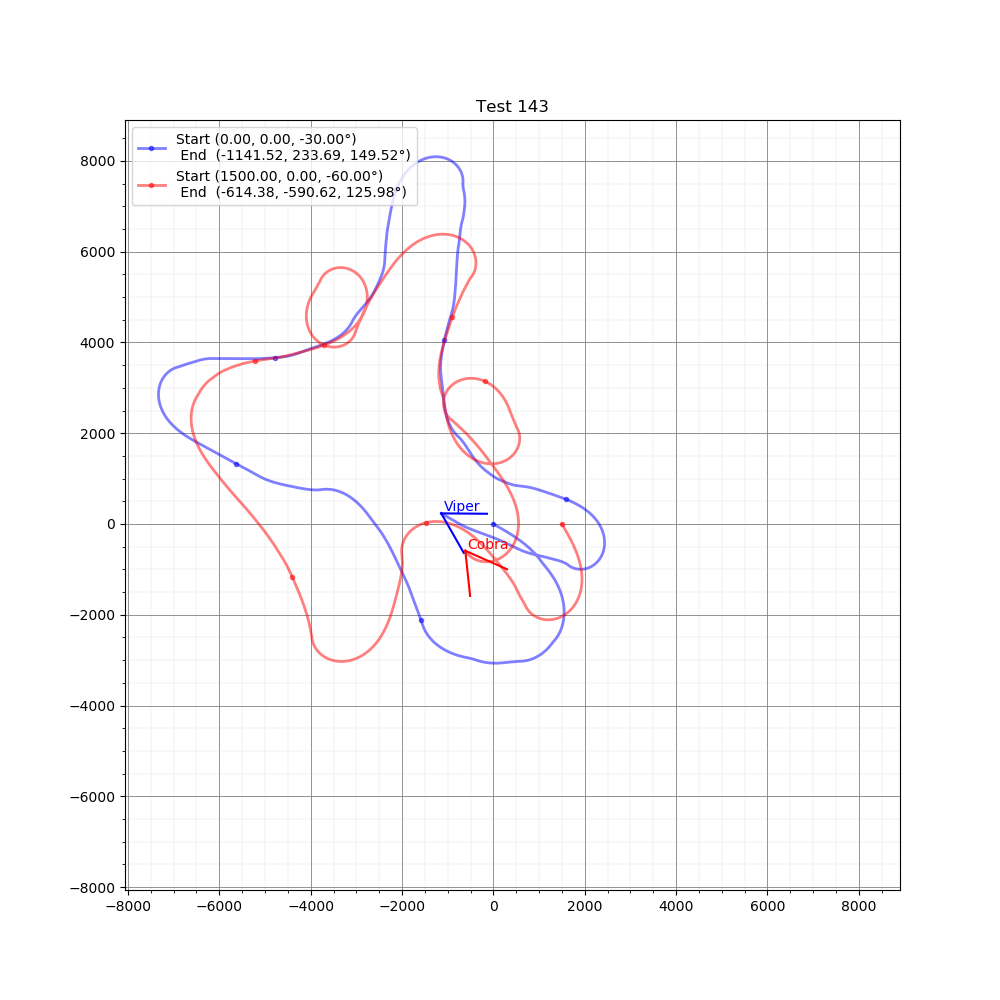 Test 143
Start (0.00, 0.00, -30.00°)
End  (-1141.52, 233.69, 149.52°)
Start (1500.00, 0.00, -60.00°)
End  (-614.38, -590.62, 125.98°)
8000
6000
4000
2000
0
−2000
−4000
−6000
−8000
Viper
Cobra
−8000 −6000 −4000 −2000 0 2000 4000 6000 8000